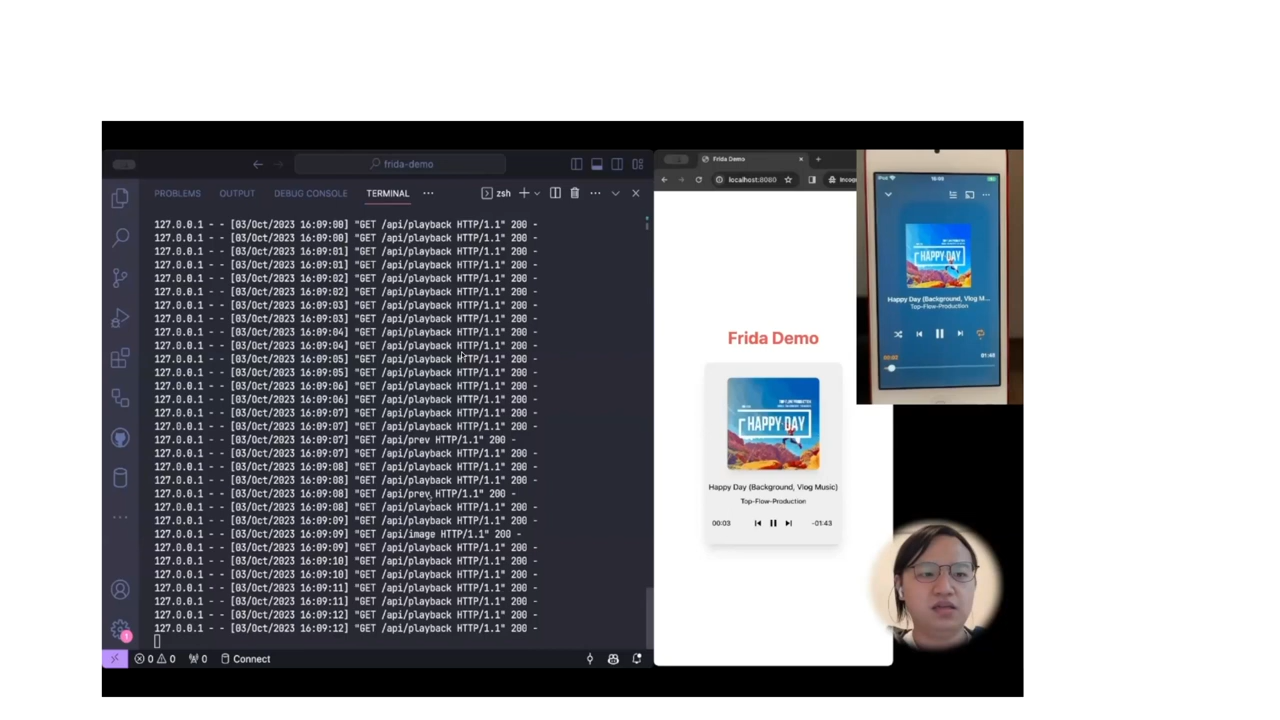 frida-demo
PROBLEMS OUTPUT DEBUG CONSOLE TERMINAL ··· zsh
127.0.0.1 - - [03/Oct/2023 16:09:00] "GET /api/playback HTTP/1.1" 200 -
127.0.0.1 - - [03/Oct/2023 16:09:00] "GET /api/playback HTTP/1.1" 200 -
127.0.0.1 - - [03/Oct/2023 16:09:01] "GET /api/playback HTTP/1.1" 200 -
127.0.0.1 - - [03/Oct/2023 16:09:01] "GET /api/playback HTTP/1.1" 200 -
127.0.0.1 - - [03/Oct/2023 16:09:02] "GET /api/playback HTTP/1.1" 200 -
127.0.0.1 - - [03/Oct/2023 16:09:02] "GET /api/playback HTTP/1.1" 200 -
127.0.0.1 - - [03/Oct/2023 16:09:03] "GET /api/playback HTTP/1.1" 200 -
127.0.0.1 - - [03/Oct/2023 16:09:03] "GET /api/playback HTTP/1.1" 200 -
127.0.0.1 - - [03/Oct/2023 16:09:04] "GET /api/playback HTTP/1.1" 200 -
127.0.0.1 - - [03/Oct/2023 16:09:04] "GET /api/playback HTTP/1.1" 200 -
127.0.0.1 - - [03/Oct/2023 16:09:05] "GET /api/playback HTTP/1.1" 200 -
127.0.0.1 - - [03/Oct/2023 16:09:05] "GET /api/playback HTTP/1.1" 200 -
127.0.0.1 - - [03/Oct/2023 16:09:06] "GET /api/playback HTTP/1.1" 200 -
127.0.0.1 - - [03/Oct/2023 16:09:06] "GET /api/playback HTTP/1.1" 200 -
127.0.0.1 - - [03/Oct/2023 16:09:07] "GET /api/playback HTTP/1.1" 200 -
127.0.0.1 - - [03/Oct/2023 16:09:07] "GET /api/playback HTTP/1.1" 200 -
127.0.0.1 - - [03/Oct/2023 16:09:07] "GET /api/prev HTTP/1.1" 200 -
127.0.0.1 - - [03/Oct/2023 16:09:07] "GET /api/playback HTTP/1.1" 200 -
127.0.0.1 - - [03/Oct/2023 16:09:08] "GET /api/playback HTTP/1.1" 200 -
127.0.0.1 - - [03/Oct/2023 16:09:08] "GET /api/playback HTTP/1.1" 200 -
127.0.0.1 - - [03/Oct/2023 16:09:08] "GET /api/prev HTTP/1.1" 200 -
127.0.0.1 - - [03/Oct/2023 16:09:08] "GET /api/playback HTTP/1.1" 200 -
127.0.0.1 - - [03/Oct/2023 16:09:09] "GET /api/playback HTTP/1.1" 200 -
127.0.0.1 - - [03/Oct/2023 16:09:09] "GET /api/image HTTP/1.1" 200 -
127.0.0.1 - - [03/Oct/2023 16:09:09] "GET /api/playback HTTP/1.1" 200 -
127.0.0.1 - - [03/Oct/2023 16:09:10] "GET /api/playback HTTP/1.1" 200 -
127.0.0.1 - - [03/Oct/2023 16:09:10] "GET /api/playback HTTP/1.1" 200 -
127.0.0.1 - - [03/Oct/2023 16:09:11] "GET /api/playback HTTP/1.1" 200 -
127.0.0.1 - - [03/Oct/2023 16:09:11] "GET /api/playback HTTP/1.1" 200 -
127.0.0.1 - - [03/Oct/2023 16:09:12] "GET /api/playback HTTP/1.1" 200 -
127.0.0.1 - - [03/Oct/2023 16:09:12] "GET /api/playback HTTP/1.1" 200 -
1
0 0 0 Connect
Frida Demo
localhost:8080 Incog
Frida Demo
HAPPY DAY
Happy Day (Background, Vlog Music)
Top-Flow-Production
00:03 -01:43
HAPPY DAY
Happy Day (Background, Vlog M...
Top-Flow-Production